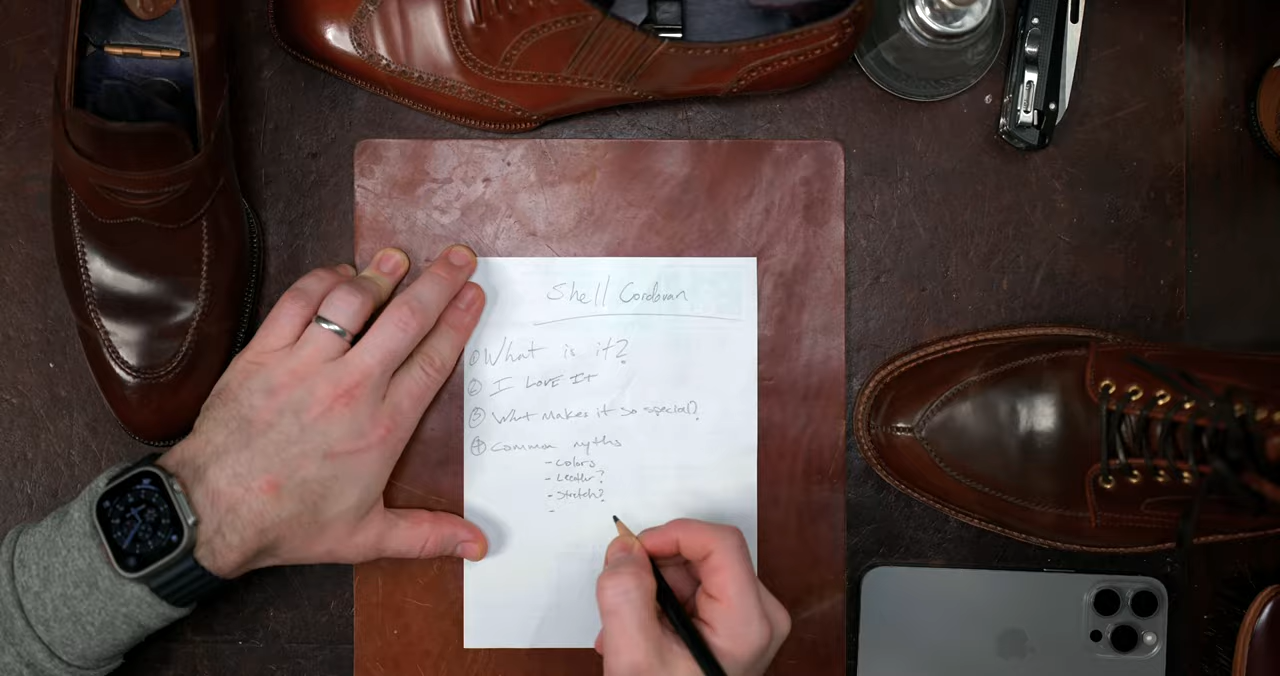 Shell Cordovan
① What is it?
② I Love It
③ What makes it so special?
④ Common myths
- Colors
- Leather?
- Stretch?
-